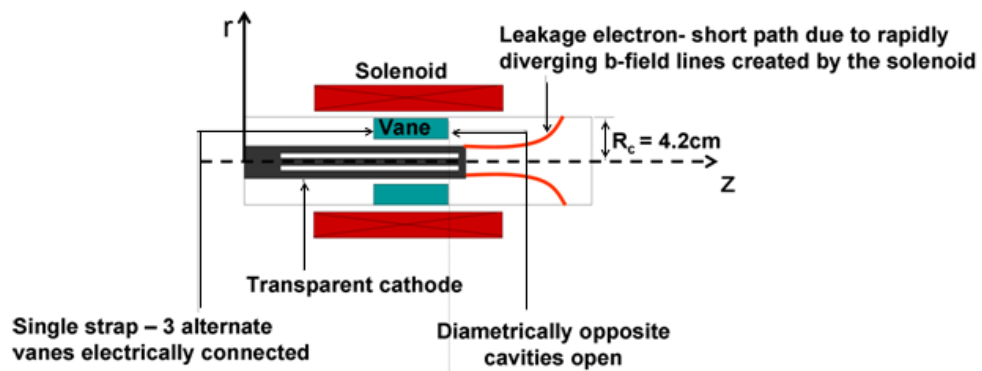 r
Leakage electron- short path due to rapidly
diverging b-field lines created by the solenoid
Solenoid
Vane
Rc = 4.2cm
z
Transparent cathode
Single strap – 3 alternate
vanes electrically connected
Diametrically opposite
cavities open